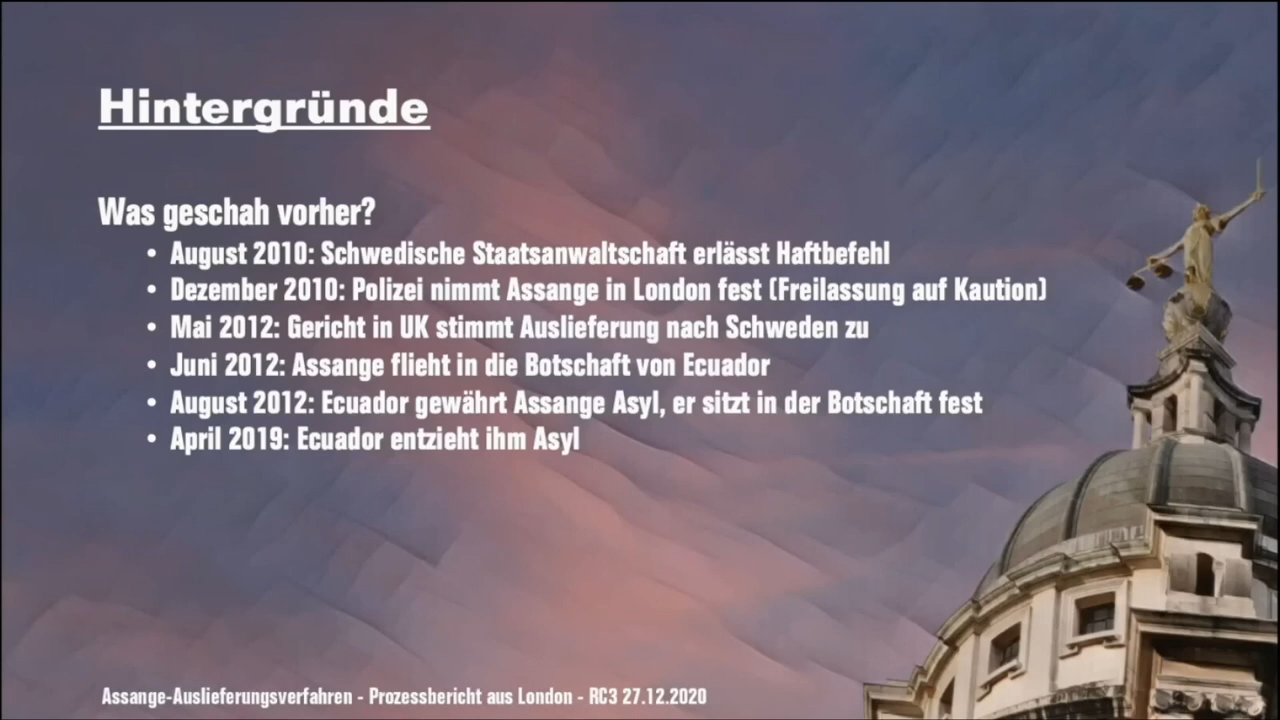 Hintergründe
Was geschah vorher?
• August 2010: Schwedische Staatsanwaltschaft erlässt Haftbefehl
• Dezember 2010: Polizei nimmt Assange in London fest (Freilassung auf Kaution)
• Mai 2012: Gericht in UK stimmt Auslieferung nach Schweden zu
• Juni 2012: Assange flieht in die Botschaft von Ecuador
• August 2012: Ecuador gewährt Assange Asyl, er sitzt in der Botschaft fest
• April 2019: Ecuador entzieht ihm Asyl
Assange-Auslieferungsverfahren - Prozessbericht aus London - RC3 27.12.2020